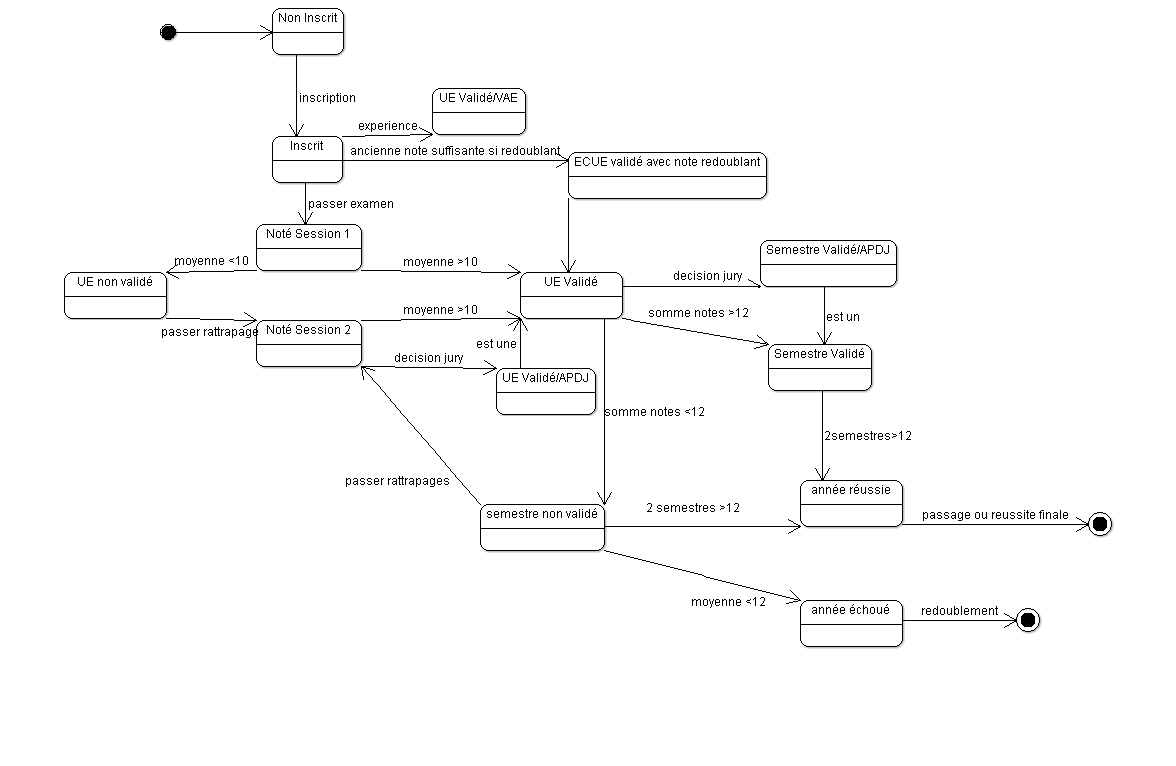 Non Inscrit
inscription
UE Validé/VAE
experience
Inscrit
ancienne note suffisante si redoublant
ECUE validé avec note redoublant
passer examen
Noté Session 1
moyenne <10
moyenne >10
UE non validé
UE Validé
decision jury
Semestre Validé/APDJ
passer rattrapage
Noté Session 2
moyenne >10
somme notes >12
est un
est une
decision jury
Semestre Validé
UE Validé/APDJ
somme notes <12
2semestres>12
passer rattrapages
année réussie
semestre non validé
2 semestres >12
passage ou reussite finale
moyenne <12
année échoué
redoublement